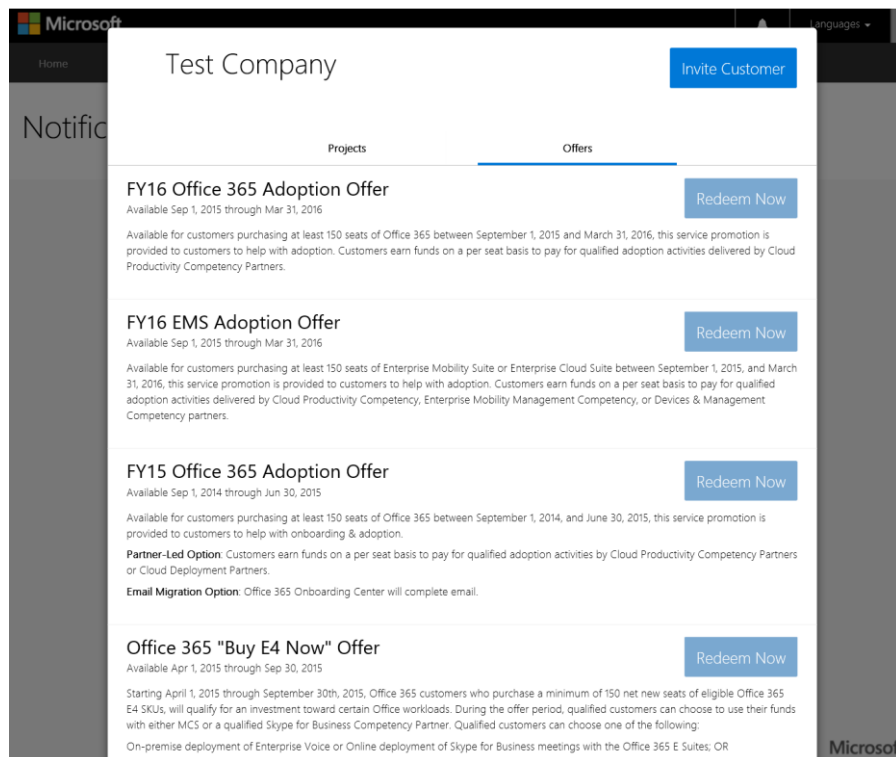 Microsoft
Languages
Home
Test Company
Invite Customer
Notific
Projects
Offers
FY16 Office 365 Adoption Offer
Redeem Now
Available Sep 1, 2015 through Mar 31, 2016
Available for customers purchasing at least 150 seats of Office 365 between September 1, 2015 and March 31, 2016, this service promotion is
provided to customers to help with adoption. Customers earn funds on a per seat basis to pay for qualified adoption activities delivered by Cloud
Productivity Competency Partners.
FY16 EMS Adoption Offer
Redeem Now
Available Sep 1, 2015 through Mar 31, 2016
Available for customers purchasing at least 150 seats of Enterprise Mobility Suite or Enterprise Cloud Suite between September 1, 2015, and March
31, 2016, this service promotion is provided to customers to help with adoption. Customers earn funds on a per seat basis to pay for qualified
adoption activities delivered by Cloud Productivity Competency, Enterprise Mobility Management Competency, or Devices & Management
Competency partners.
FY15 Office 365 Adoption Offer
Redeem Now
Available Sep 1, 2014 through Jun 30, 2015
Available for customers purchasing at least 150 seats of Office 365 between September 1, 2014, and June 30, 2015, this service promotion is
provided to customers to help with onboarding & adoption.
Partner-Led Option: Customers earn funds on a per seat basis to pay for qualified adoption activities by Cloud Productivity Competency Partners
or Cloud Deployment Partners.
Email Migration Option: Office 365 Onboarding Center will complete email.
Office 365 "Buy E4 Now" Offer
Redeem Now
Available Apr 1, 2015 through Sep 30, 2015
Starting April 1, 2015 through September 30th, 2015, Office 365 customers who purchase a minimum of 150 net new seats of eligible Office 365
E4 SKUs, will qualify for an investment toward certain Office workloads. During the offer period, qualified customers can choose to use their funds
with either MCS or a qualified Skype for Business Competency Partner. Qualified customers can choose one of the following:
On-premise deployment of Enterprise Voice or Online deployment of Skype for Business meetings with the Office 365 E Suites; OR
Microsof